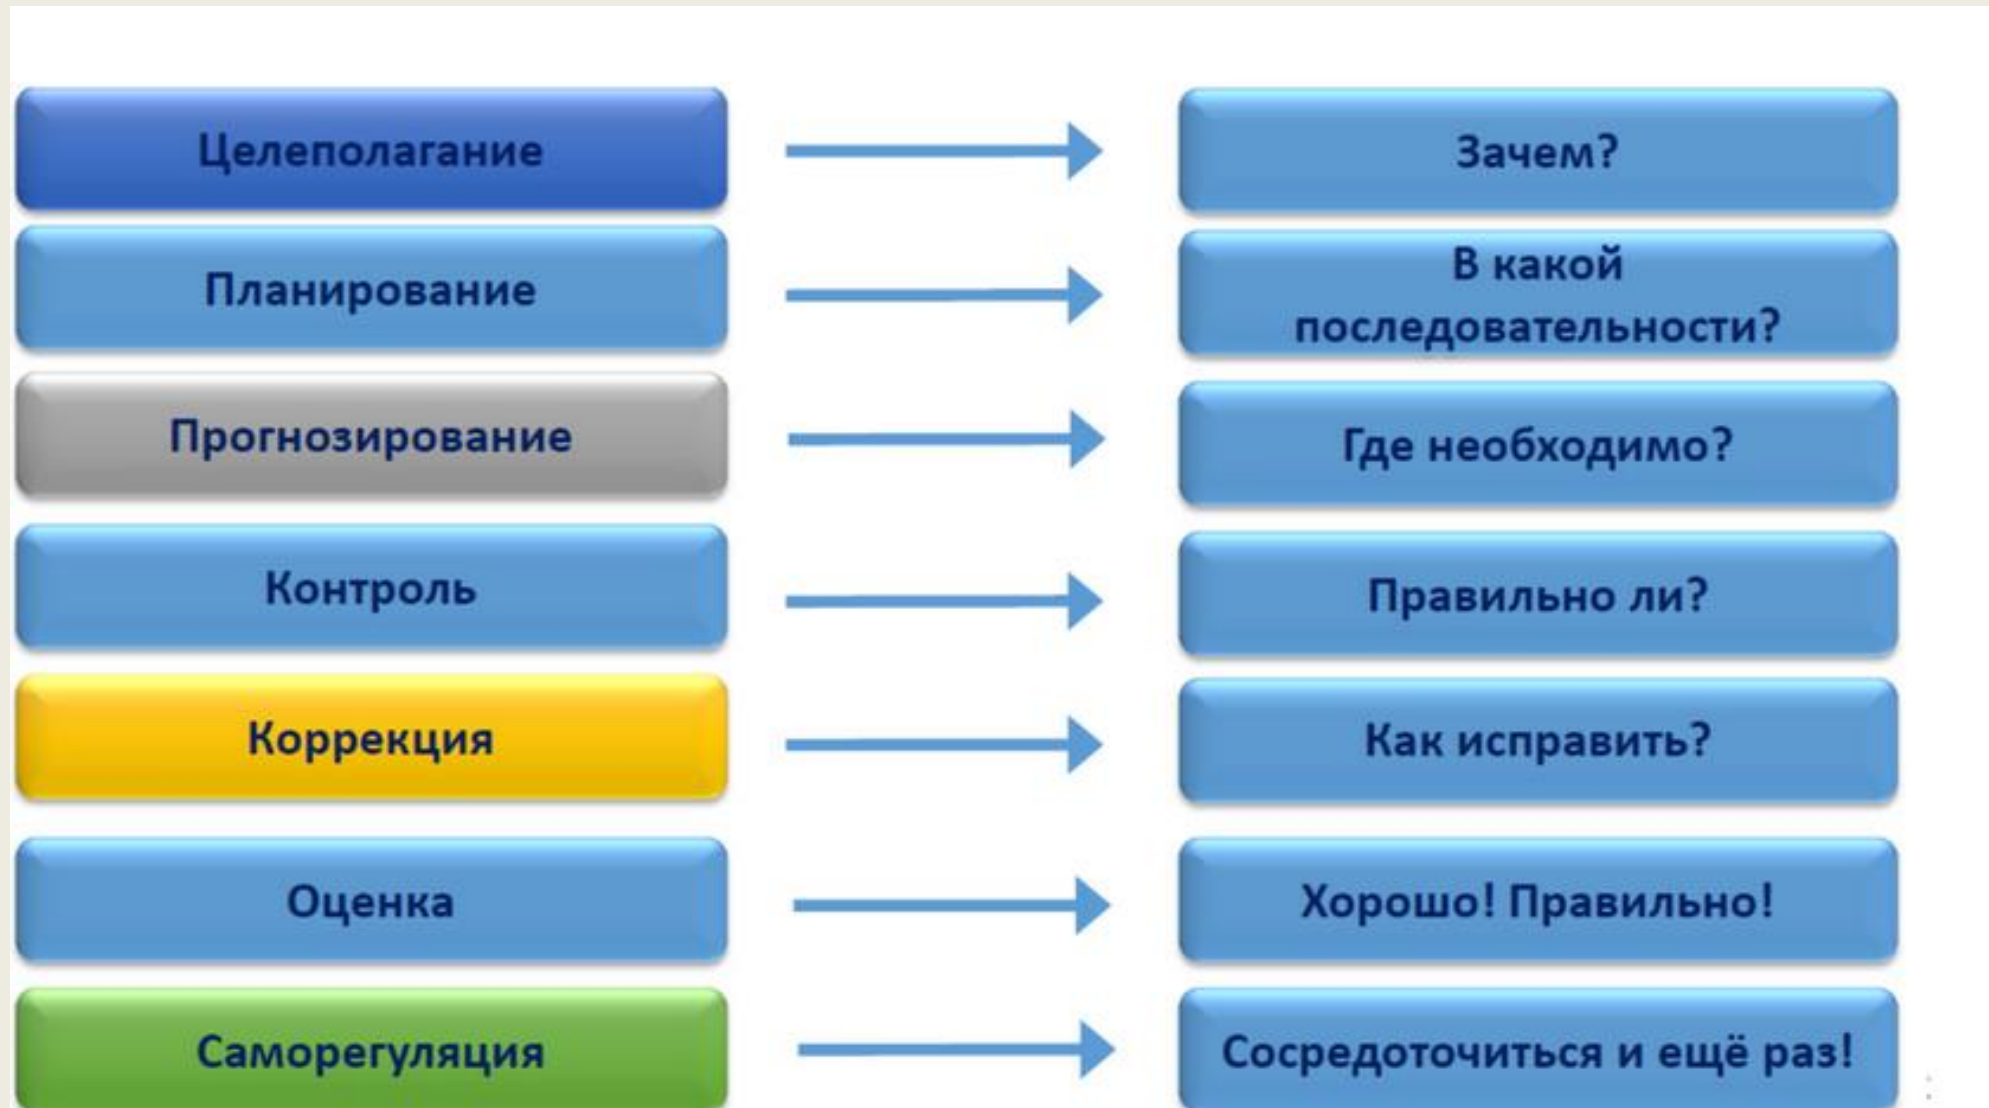 Целеполагание
Зачем?
Планирование
В какой
последовательности?
Прогнозирование
Где необходимо?
Контроль
Правильно ли?
Коррекция
Как исправить?
Оценка
Хорошо! Правильно!
Саморегуляция
Сосредоточиться и ещё раз!